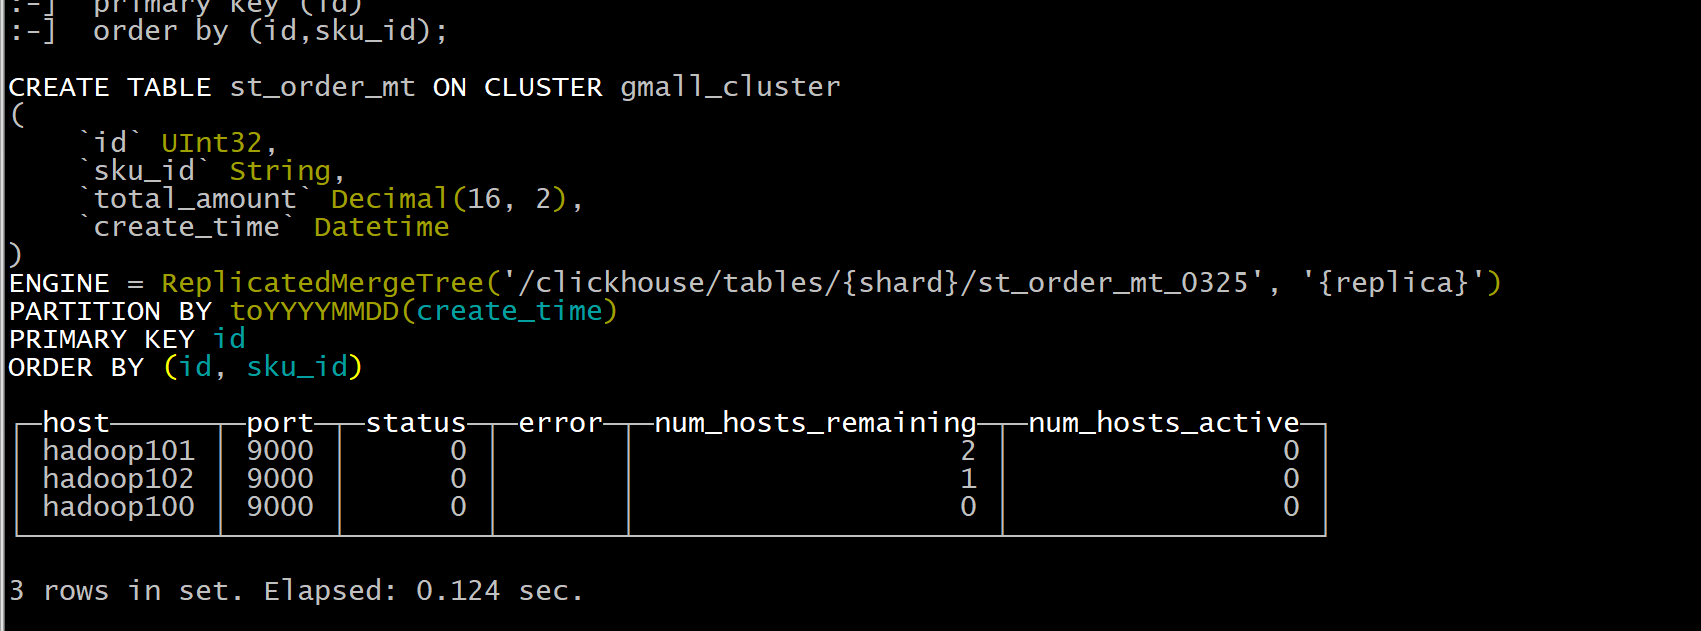 :-]  primary key (id)
:-]  order by (id,sku_id);
CREATE TABLE st_order_mt ON CLUSTER gmall_cluster
(
    `id` UInt32,
    `sku_id` String,
    `total_amount` Decimal(16, 2),
    `create_time` Datetime
)
ENGINE = ReplicatedMergeTree('/clickhouse/tables/{shard}/st_order_mt_0325', '{replica}')
PARTITION BY toYYYYMMDD(create_time)
PRIMARY KEY id
ORDER BY (id, sku_id)
host port status error num_hosts_remaining num_hosts_active
hadoop101 9000 0 2 0
hadoop102 9000 0 1 0
hadoop100 9000 0 0 0
3 rows in set. Elapsed: 0.124 sec.